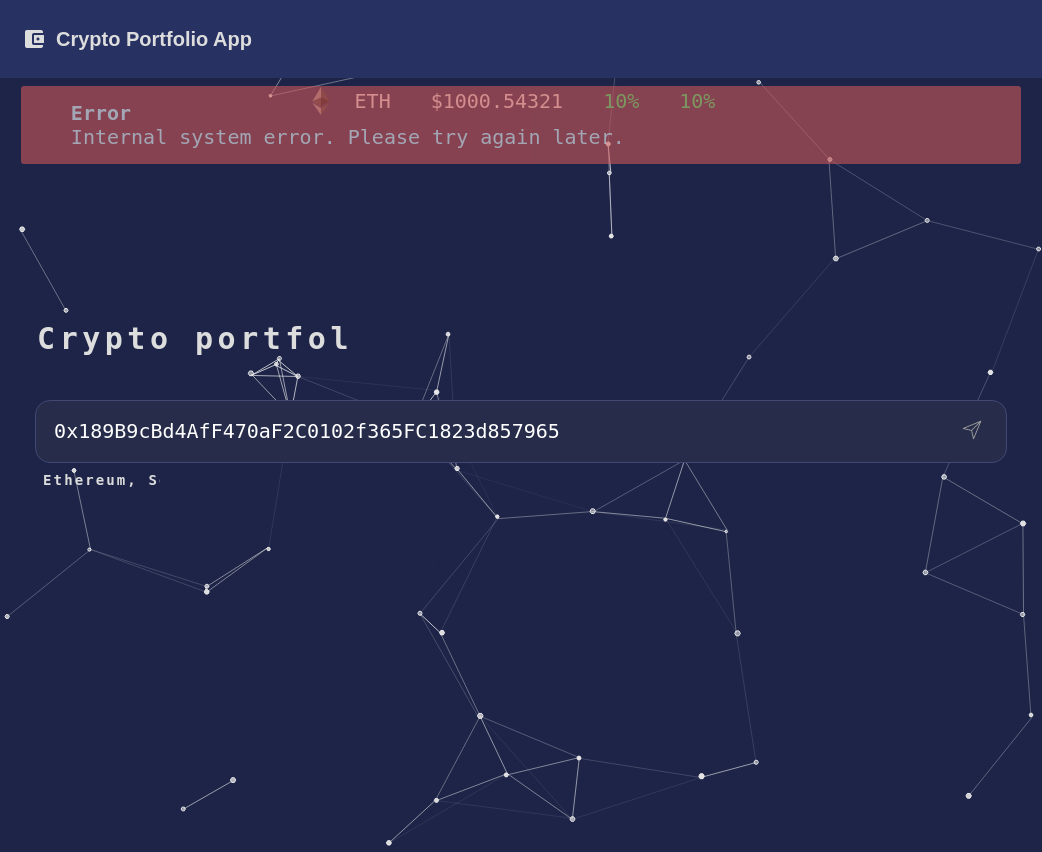 Crypto Portfolio App
ETH $1000.54321 10% 10%
Error
Internal system error. Please try again later.
Crypto portfol
0x189B9cBd4AfF470aF2C0102f365FC1823d857965
Ethereum, S